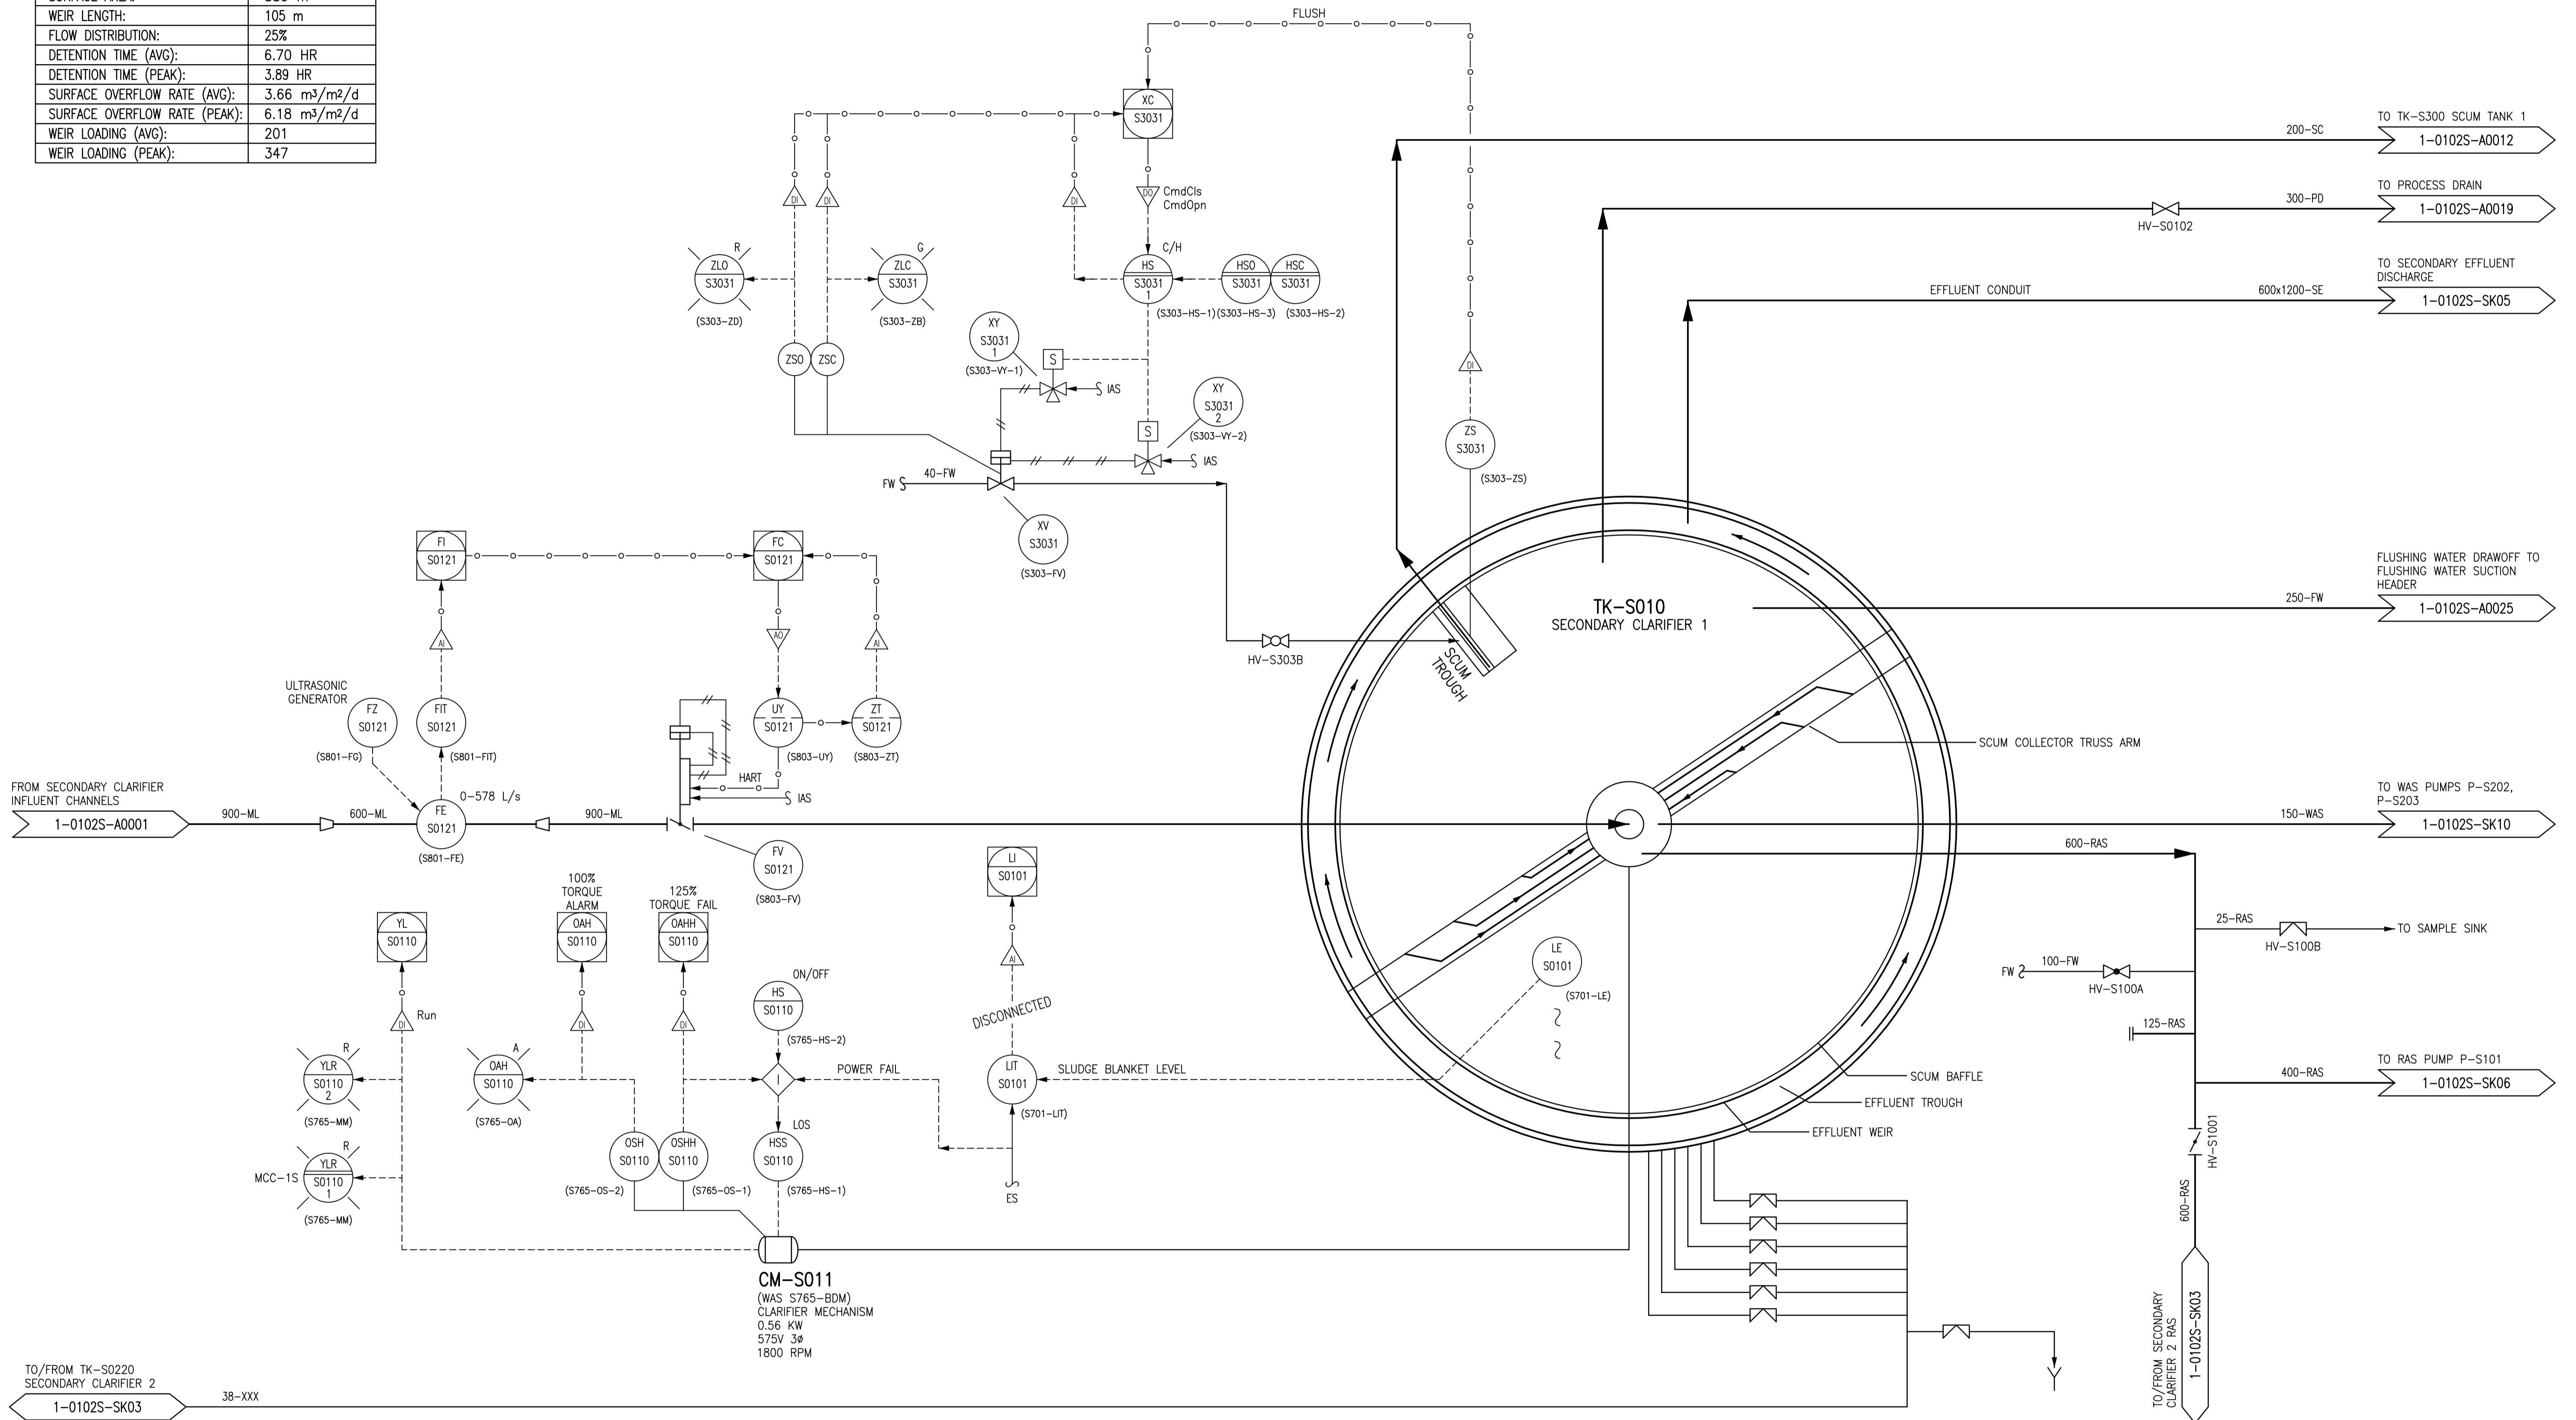 WEIR LENGTH: 105 m
FLOW DISTRIBUTION: 25%
DETENTION TIME (AVG): 6.70 HR
DETENTION TIME (PEAK): 3.89 HR
SURFACE OVERFLOW RATE (AVG): 3.66 m³/m²/d
SURFACE OVERFLOW RATE (PEAK): 6.18 m³/m²/d
WEIR LOADING (AVG): 201
WEIR LOADING (PEAK): 347
FLUSH
XC
S3031
DO
CmdCls
CmdOpn
DI
DI
DI
R
ZLO
S3031
(S303-ZD)
G
ZLC
S3031
(S303-ZB)
C/H
HS
S3031
1
(S303-HS-1)
HSO
S3031
(S303-HS-3)
HSC
S3031
(S303-HS-2)
ZSO
ZSC
XY
S3031
1
(S303-VY-1)
S
IAS
XY
S3031
2
(S303-VY-2)
S
IAS
DI
ZS
S3031
(S303-ZS)
FW
40-FW
XV
S3031
(S303-FV)
HV-S303B
200-SC
TO TK-S300 SCUM TANK 1
1-0102S-A0012
300-PD
HV-S0102
TO PROCESS DRAIN
1-0102S-A0019
EFFLUENT CONDUIT
600x1200-SE
TO SECONDARY EFFLUENT
DISCHARGE
1-0102S-SK05
250-FW
FLUSHING WATER DRAWOFF TO
FLUSHING WATER SUCTION
HEADER
1-0102S-A0025
TK-S010
SECONDARY CLARIFIER 1
SCUM
TROUGH
SCUM COLLECTOR TRUSS ARM
FI
S0121
AI
FC
S0121
AO
AI
ULTRASONIC
GENERATOR
FZ
S0121
(S801-FG)
FIT
S0121
(S801-FIT)
UY
S0121
(S803-UY)
ZT
S0121
(S803-ZT)
HART
IAS
FROM SECONDARY CLARIFIER
INFLUENT CHANNELS
1-0102S-A0001
900-ML
600-ML
FE
S0121
0-578 L/s
(S801-FE)
900-ML
FV
S0121
(S803-FV)
150-WAS
TO WAS PUMPS P-S202,
P-S203
1-0102S-SK10
600-RAS
25-RAS
HV-S100B
TO SAMPLE SINK
FW
100-FW
HV-S100A
125-RAS
400-RAS
TO RAS PUMP P-S101
1-0102S-SK06
HV-S1001
600-RAS
TO/FROM SECONDARY
CLARIFIER 2 RAS
1-0102S-SK03
YL
S0110
DI
Run
100%
TORQUE
ALARM
OAH
S0110
DI
125%
TORQUE FAIL
OAHH
S0110
DI
LI
S0101
AI
DISCONNECTED
ON/OFF
HS
S0110
(S765-HS-2)
I
POWER FAIL
LIT
S0101
(S701-LIT)
SLUDGE BLANKET LEVEL
LE
S0101
(S701-LE)
ES
R
YLR
S0110
2
(S765-MM)
A
OAH
S0110
(S765-OA)
MCC-1S
R
YLR
S0110
1
(S765-MM)
OSH
S0110
(S765-OS-2)
OSHH
S0110
(S765-OS-1)
LOS
HSS
S0110
(S765-HS-1)
SCUM BAFFLE
EFFLUENT TROUGH
EFFLUENT WEIR
CM-S011
(WAS S765-BDM)
CLARIFIER MECHANISM
0.56 KW
575V 3ø
1800 RPM
TO/FROM TK-S0220
SECONDARY CLARIFIER 2
1-0102S-SK03
38-XXX